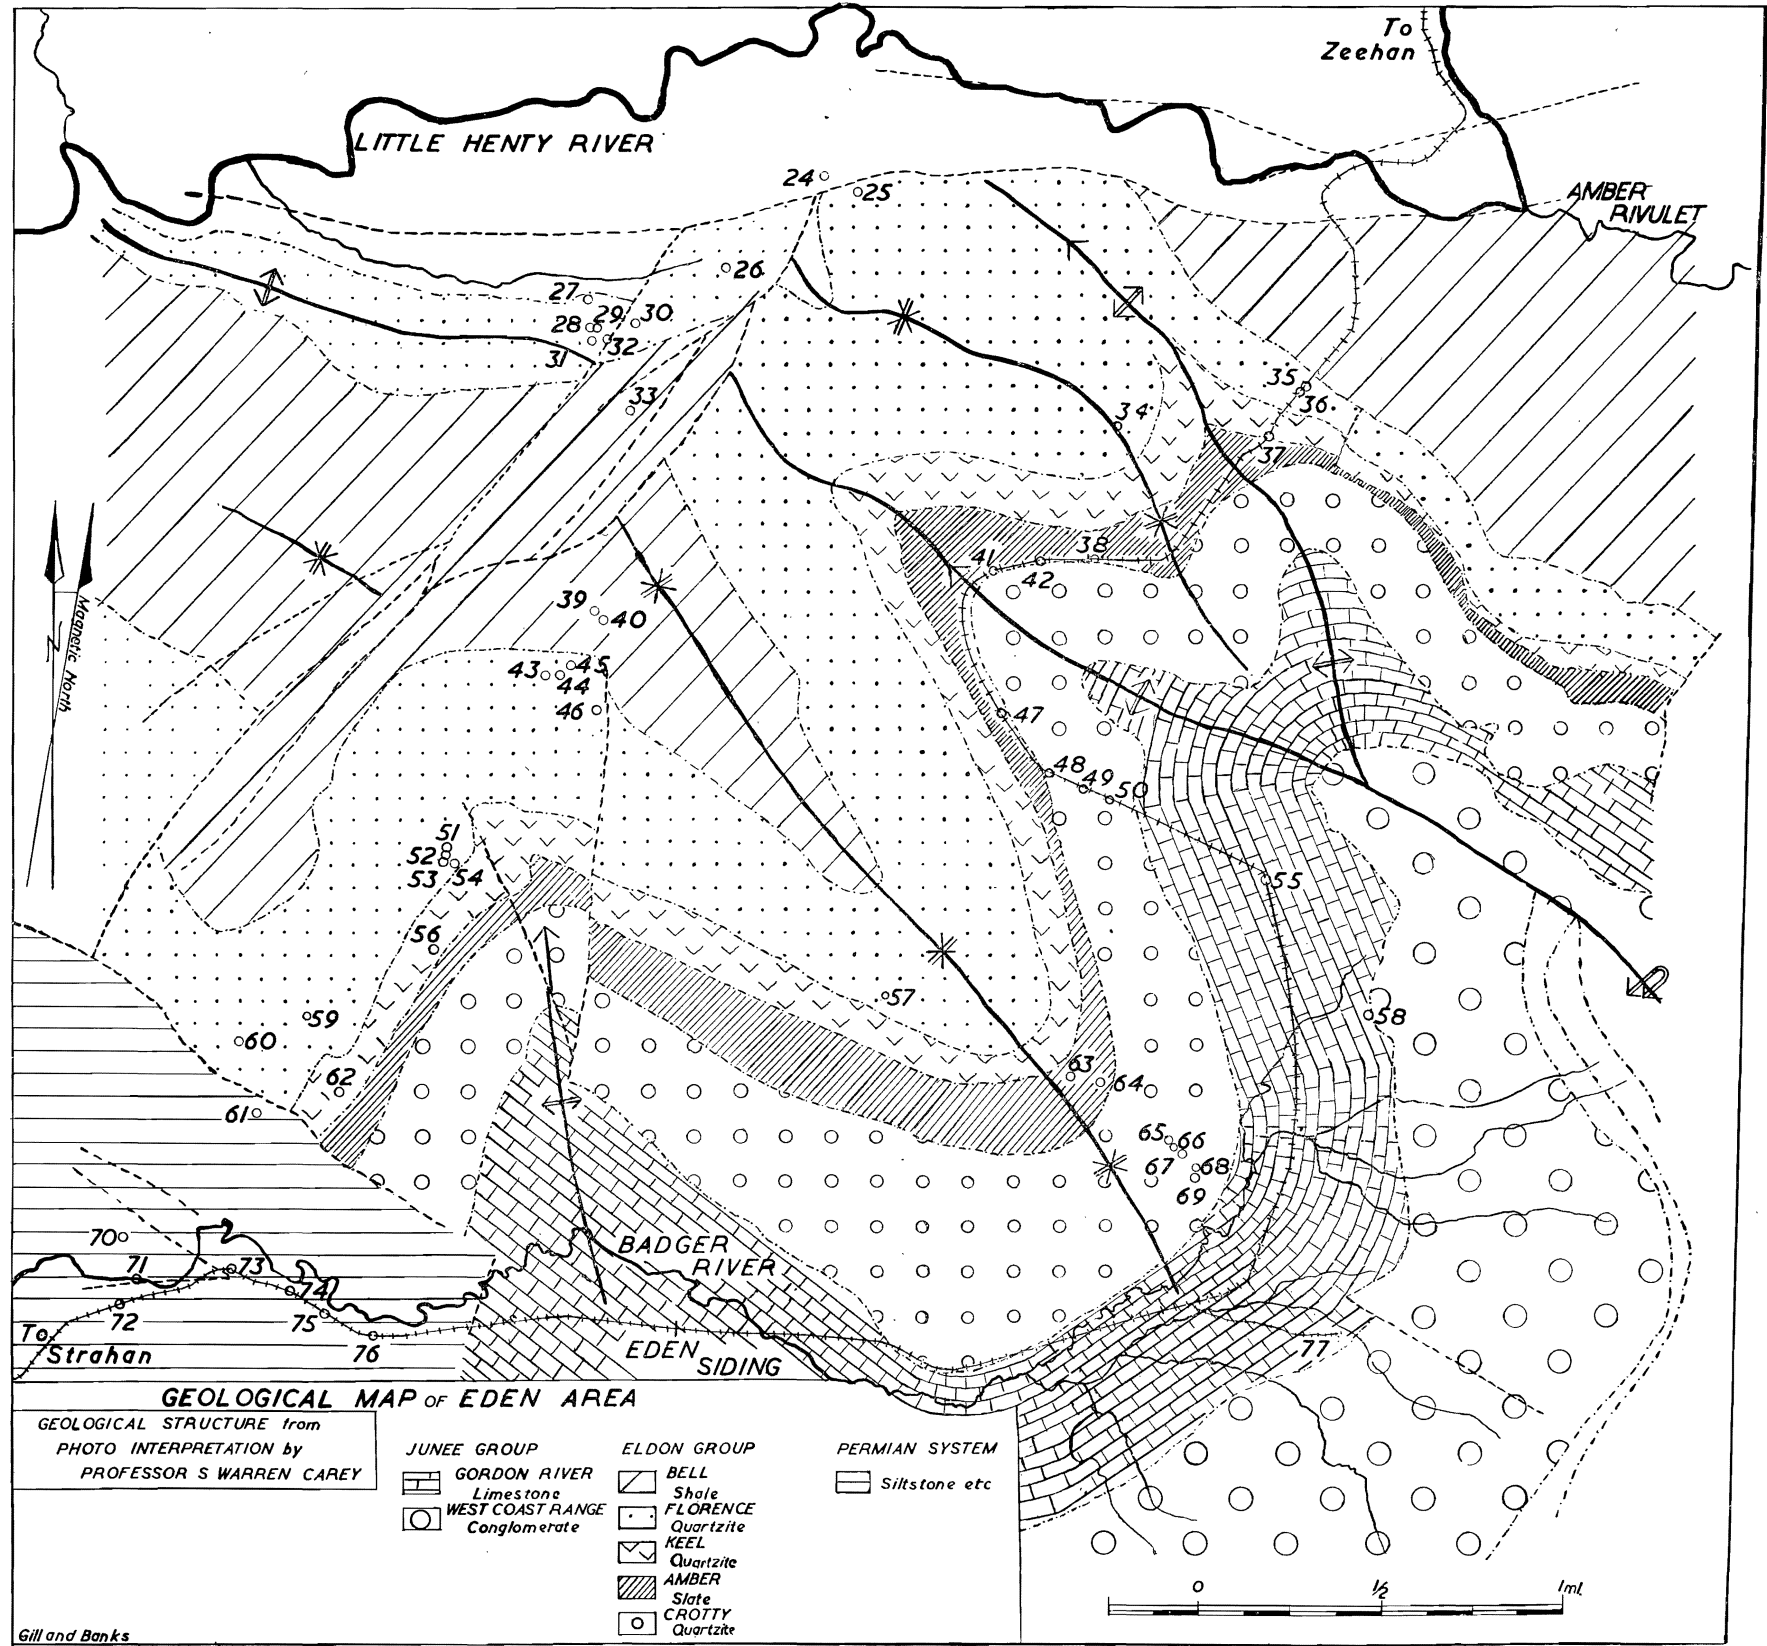 To
Zeehan
LITTLE HENTY RIVER
AMBER
RIVULET
24
25
26
27
28
29
30
31
32
33
34
35
36
37
38
39
40
41
42
43
44
45
46
47
48
49
50
51
52
53
54
55
56
57
58
59
60
61
62
63
64
65
66
67
68
69
70
71
72
73
74
75
76
77
N
Magnetic North
BADGER
RIVER
EDEN
SIDING
To
Strahan
GEOLOGICAL MAP OF EDEN AREA
GEOLOGICAL STRUCTURE from
PHOTO INTERPRETATION by
PROFESSOR S WARREN CAREY
JUNEE GROUP
GORDON RIVER
Limestone
WEST COAST RANGE
Conglomerate
ELDON GROUP
BELL
Shale
FLORENCE
Quartzite
KEEL
Quartzite
AMBER
Slate
CROTTY
Quartzite
PERMIAN SYSTEM
Siltstone etc
0 1/2 1ml.
Gill and Banks